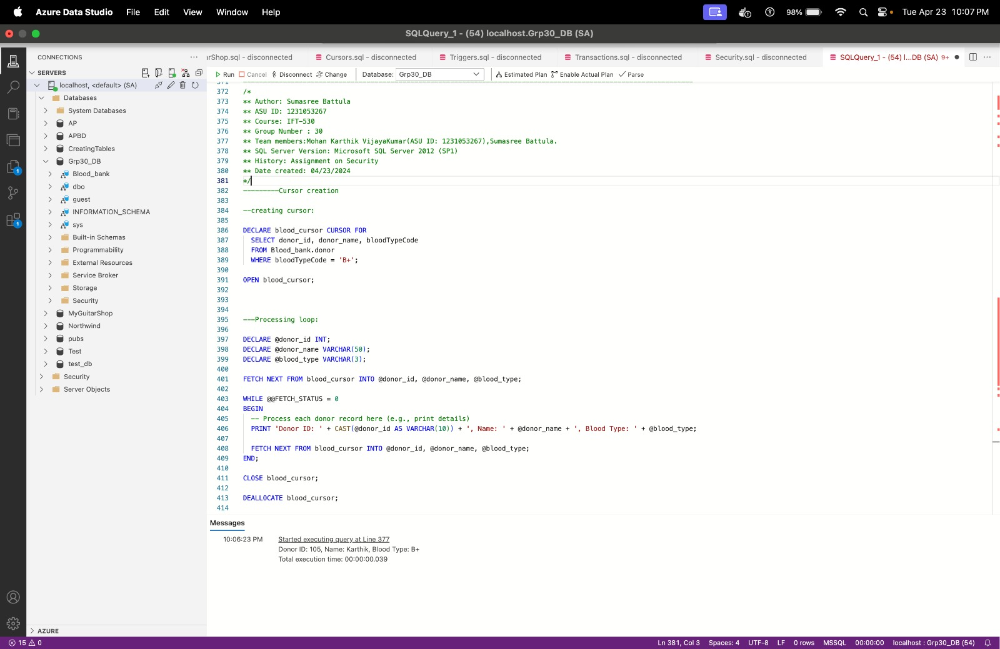 Azure Data Studio File Edit View Window Help 98% Tue Apr 23 10:07 PM
SQLQuery_1 - (54) localhost.Grp30_DB (SA)
CONNECTIONS
rShop.sql - disconnected Cursors.sql - disconnected Triggers.sql - disconnected Transactions.sql - disconnected Security.sql - disconnected SQLQuery_1 - (54) l...DB (SA) 9+
SERVERS
Run Cancel Disconnect Change Database: Grp30_DB Estimated Plan Enable Actual Plan Parse
localhost, <default> (SA)
Databases
System Databases
AP
APBD
CreatingTables
Grp30_DB
Blood_bank
dbo
guest
INFORMATION_SCHEMA
sys
Built-in Schemas
Programmability
External Resources
Service Broker
Storage
Security
MyGuitarShop
Northwind
pubs
Test
test_db
Security
Server Objects
AZURE
1
1
371
372 /*
373 ** Author: Sumasree Battula
374 ** ASU ID: 1231053267
375 ** Course: IFT-530
376 ** Group Number : 30
377 ** Team members:Mohan Karthik VijayaKumar(ASU ID: 1231053267),Sumasree Battula.
378 ** SQL Server Version: Microsoft SQL Server 2012 (SP1)
379 ** History: Assignment on Security
380 ** Date created: 04/23/2024
381 */
382 ---------Cursor creation
383
384 --creating cursor:
385
386 DECLARE blood_cursor CURSOR FOR
387 SELECT donor_id, donor_name, bloodTypeCode
388 FROM Blood_bank.donor
389 WHERE bloodTypeCode = 'B+';
390
391 OPEN blood_cursor;
392
393
394
395 ---Processing loop:
396
397 DECLARE @donor_id INT;
398 DECLARE @donor_name VARCHAR(50);
399 DECLARE @blood_type VARCHAR(3);
400
401 FETCH NEXT FROM blood_cursor INTO @donor_id, @donor_name, @blood_type;
402
403 WHILE @@FETCH_STATUS = 0
404 BEGIN
405 -- Process each donor record here (e.g., print details)
406 PRINT 'Donor ID: ' + CAST(@donor_id AS VARCHAR(10)) + ', Name: ' + @donor_name + ', Blood Type: ' + @blood_type;
407
408 FETCH NEXT FROM blood_cursor INTO @donor_id, @donor_name, @blood_type;
409 END;
410
411 CLOSE blood_cursor;
412
413 DEALLOCATE blood_cursor;
414
Messages
10:06:23 PM Started executing query at Line 377
Donor ID: 105, Name: Karthik, Blood Type: B+
Total execution time: 00:00:00.039
15 0 Ln 381, Col 3 Spaces: 4 UTF-8 LF 0 rows MSSQL 00:00:00 localhost : Grp30_DB (54)